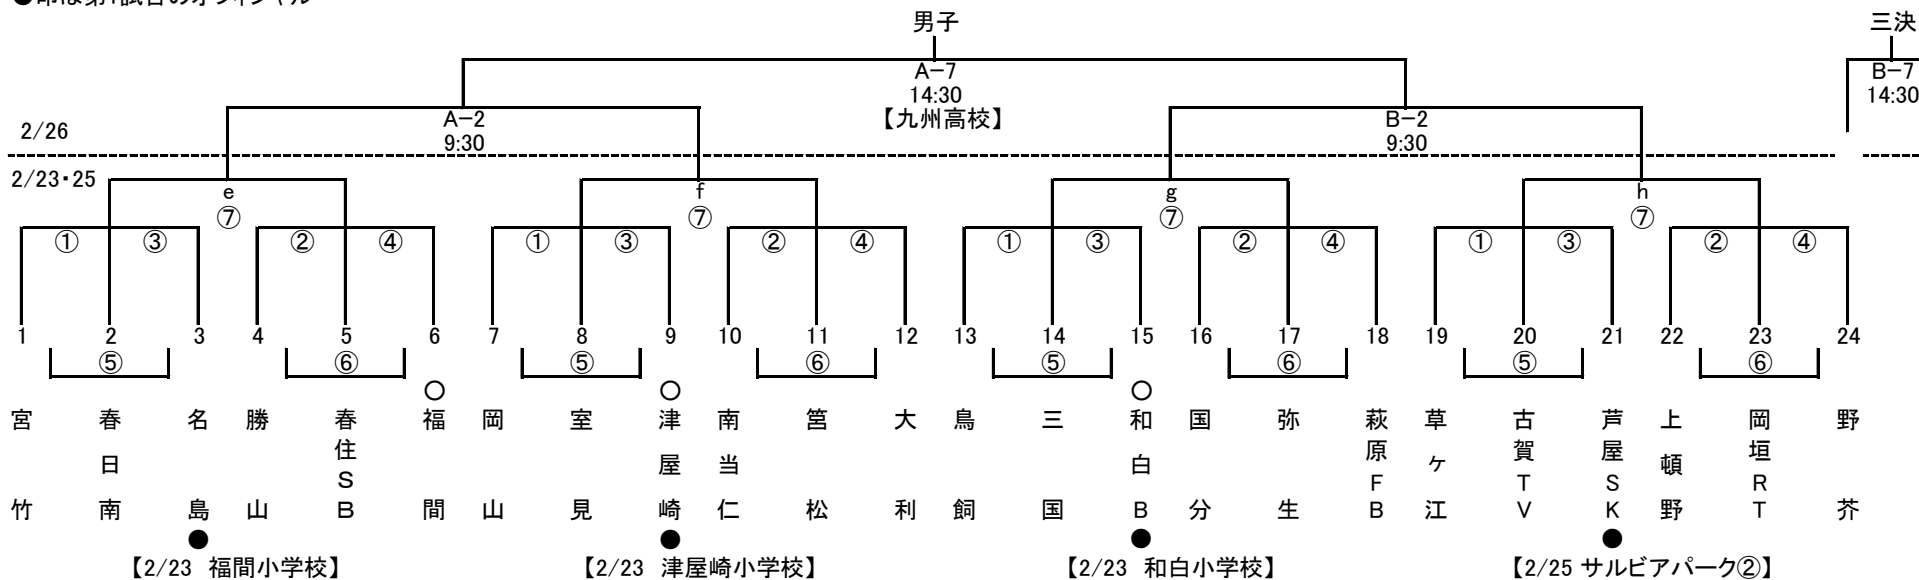 ●印は第1試合のオフィシャル
男子
三決
A-7
14:30
【九州高校】
B-7
14:30
2/26
A-2
9:30
B-2
9:30
2/23・25
e
⑦
f
⑦
g
⑦
h
⑦
① ③ ② ④ ① ③ ② ④ ① ③ ② ④ ① ③ ② ④
1 2 3 4 5 6 7 8 9 10 11 12 13 14 15 16 17 18 19 20 21 22 23 24
⑤ ⑥ ⑤ ⑥ ⑤ ⑥ ⑤ ⑥
○ ○ ○
宮竹
春日南
名島
勝山
春住SB
福間
岡山
室見
津屋崎
南当仁
筥松
大利
鳥飼
三国
和白B
国分
弥生
萩原FB
草ヶ江
古賀TV
芦屋SK
上頓野
岡垣RT
野芥
● ● ● ●
【2/23 福間小学校】
【2/23 津屋崎小学校】
【2/23 和白小学校】
【2/25 サルビアパーク②】